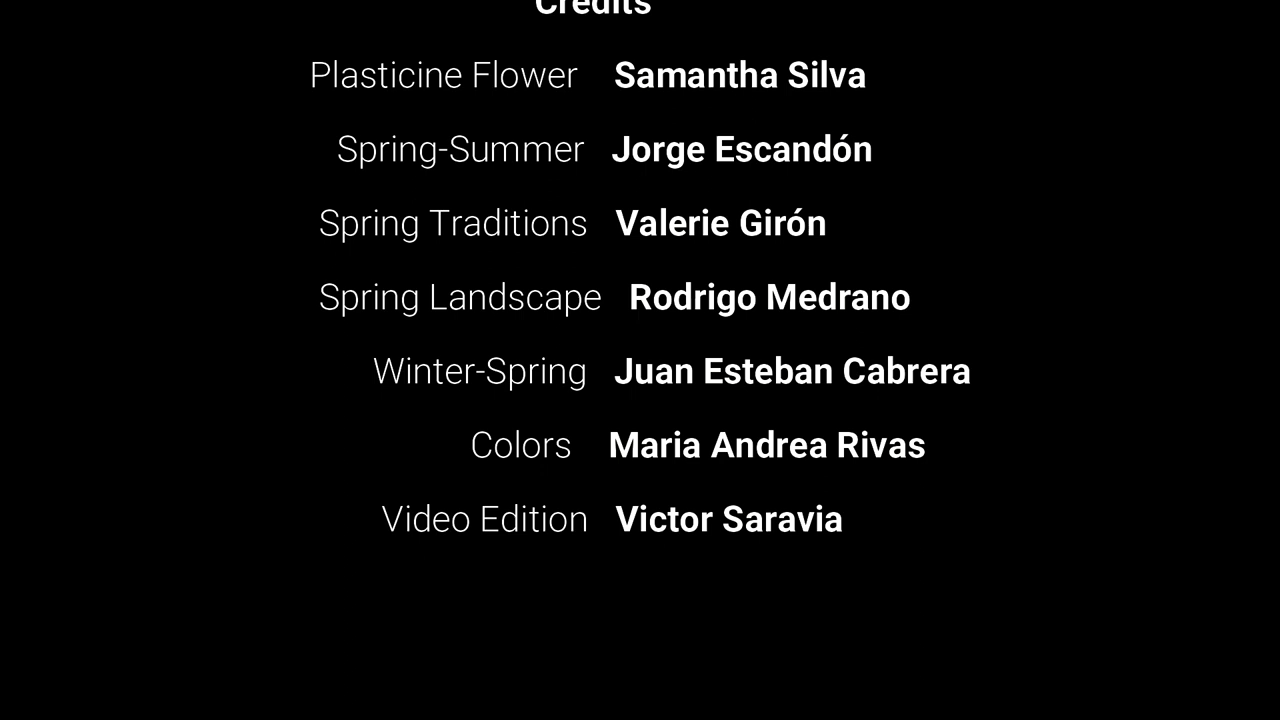 Credits
Plasticine Flower Samantha Silva
Spring-Summer Jorge Escandón
Spring Traditions Valerie Girón
Spring Landscape Rodrigo Medrano
Winter-Spring Juan Esteban Cabrera
Colors Maria Andrea Rivas
Video Edition Victor Saravia